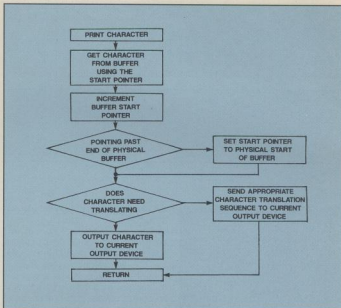 PRINT CHARACTER
GET CHARACTER
FROM BUFFER
USING THE
START POINTER
INCREMENT
BUFFER START
POINTER
POINTING PAST
END OF PHYSICAL
BUFFER
SET START POINTER
TO PHYSICAL START
OF BUFFER
DOES
CHARACTER NEED
TRANSLATING
SEND APPROPRIATE
CHARACTER TRANSLATION
SEQUENCE TO CURRENT
OUTPUT DEVICE
OUTPUT CHARACTER
TO CURRENT
OUTPUT DEVICE
RETURN